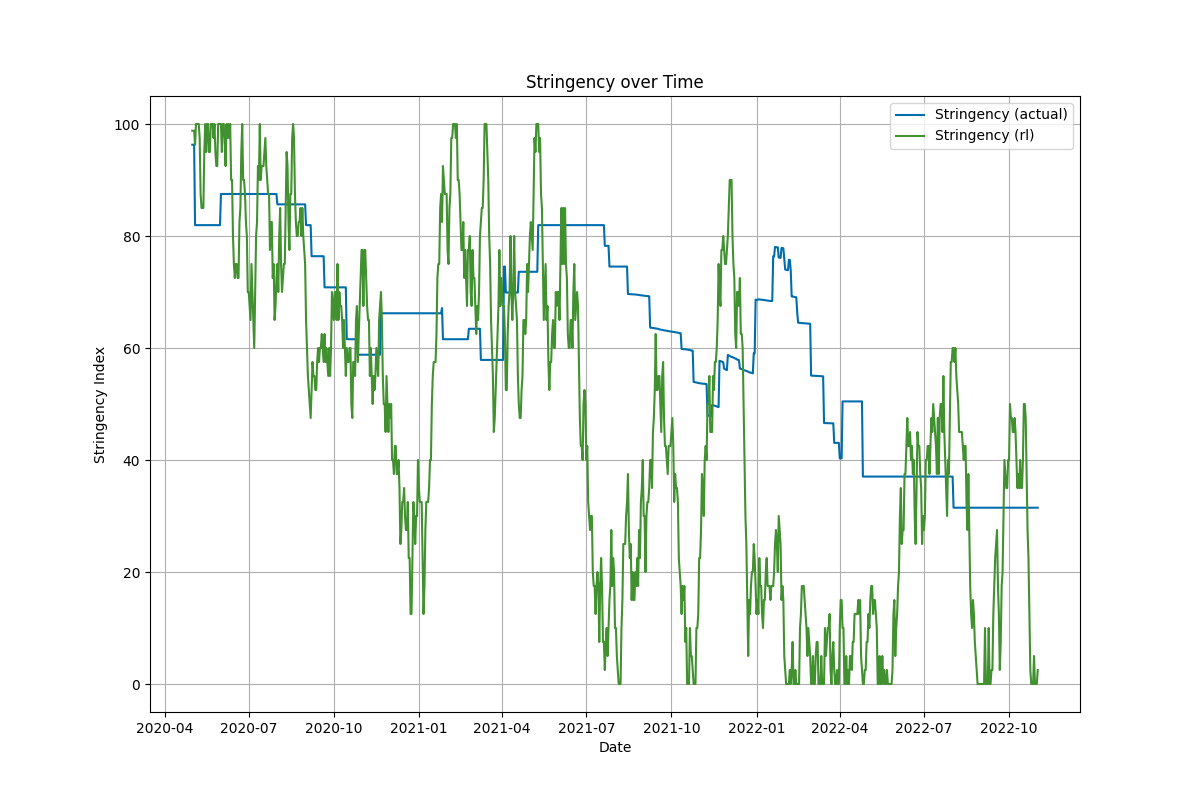 Stringency over Time
Stringency (actual)
Stringency (rl)
100
80
60
40
20
0
Stringency Index
2020-04 2020-07 2020-10 2021-01 2021-04 2021-07 2021-10 2022-01 2022-04 2022-07 2022-10
Date